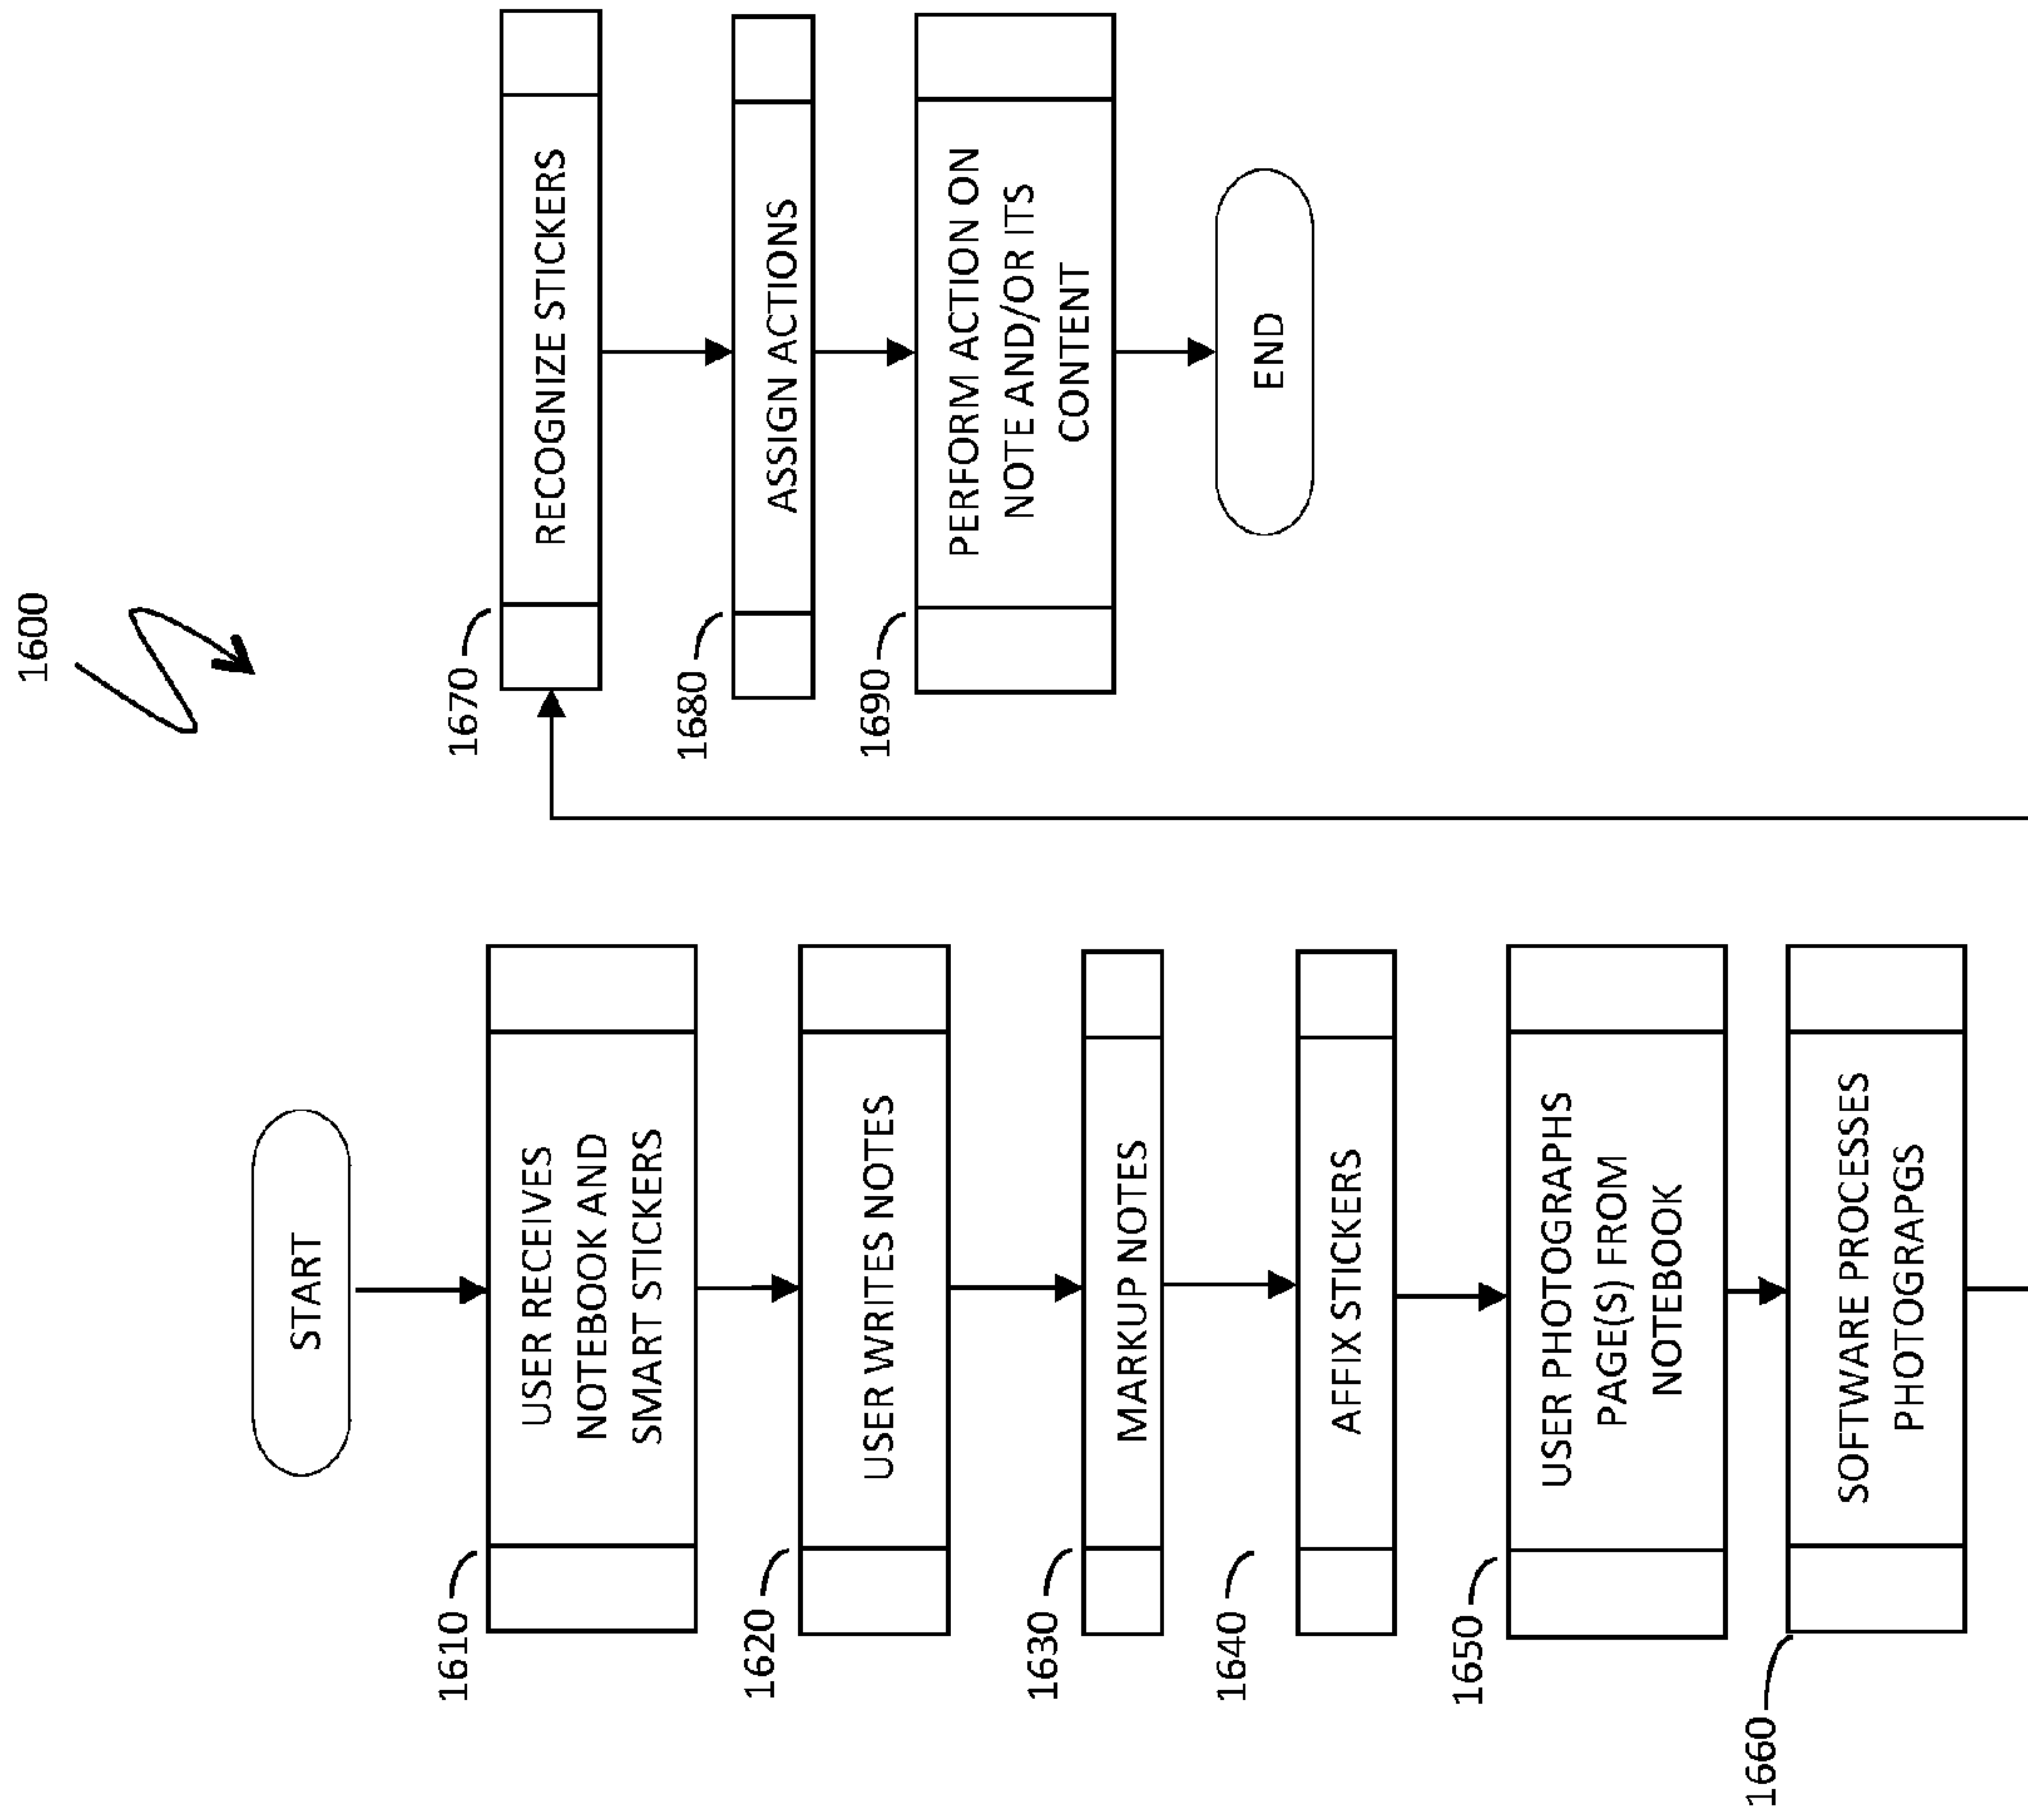 1600
START
1610
USER RECEIVES
NOTEBOOK AND
SMART STICKERS
1620
USER WRITES NOTES
1630
MARKUP NOTES
1640
AFFIX STICKERS
1650
USER PHOTOGRAPHS
PAGE(S) FROM
NOTEBOOK
1660
SOFTWARE PROCESSES
PHOTOGRAPGS
1670
RECOGNIZE STICKERS
1680
ASSIGN ACTIONS
1690
PERFORM ACTION ON
NOTE AND/OR ITS
CONTENT
END